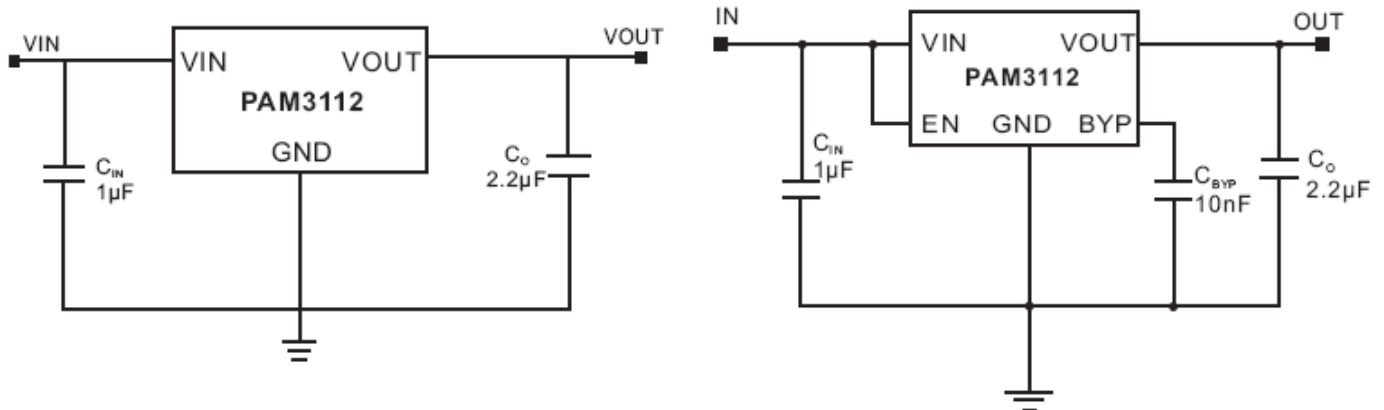 VIN
VIN
VOUT
PAM3112
GND
VOUT
CIN
1µF
CO
2.2µF
IN
VIN
VOUT
PAM3112
EN GND BYP
OUT
CIN
1µF
CBYP
10nF
CO
2.2µF